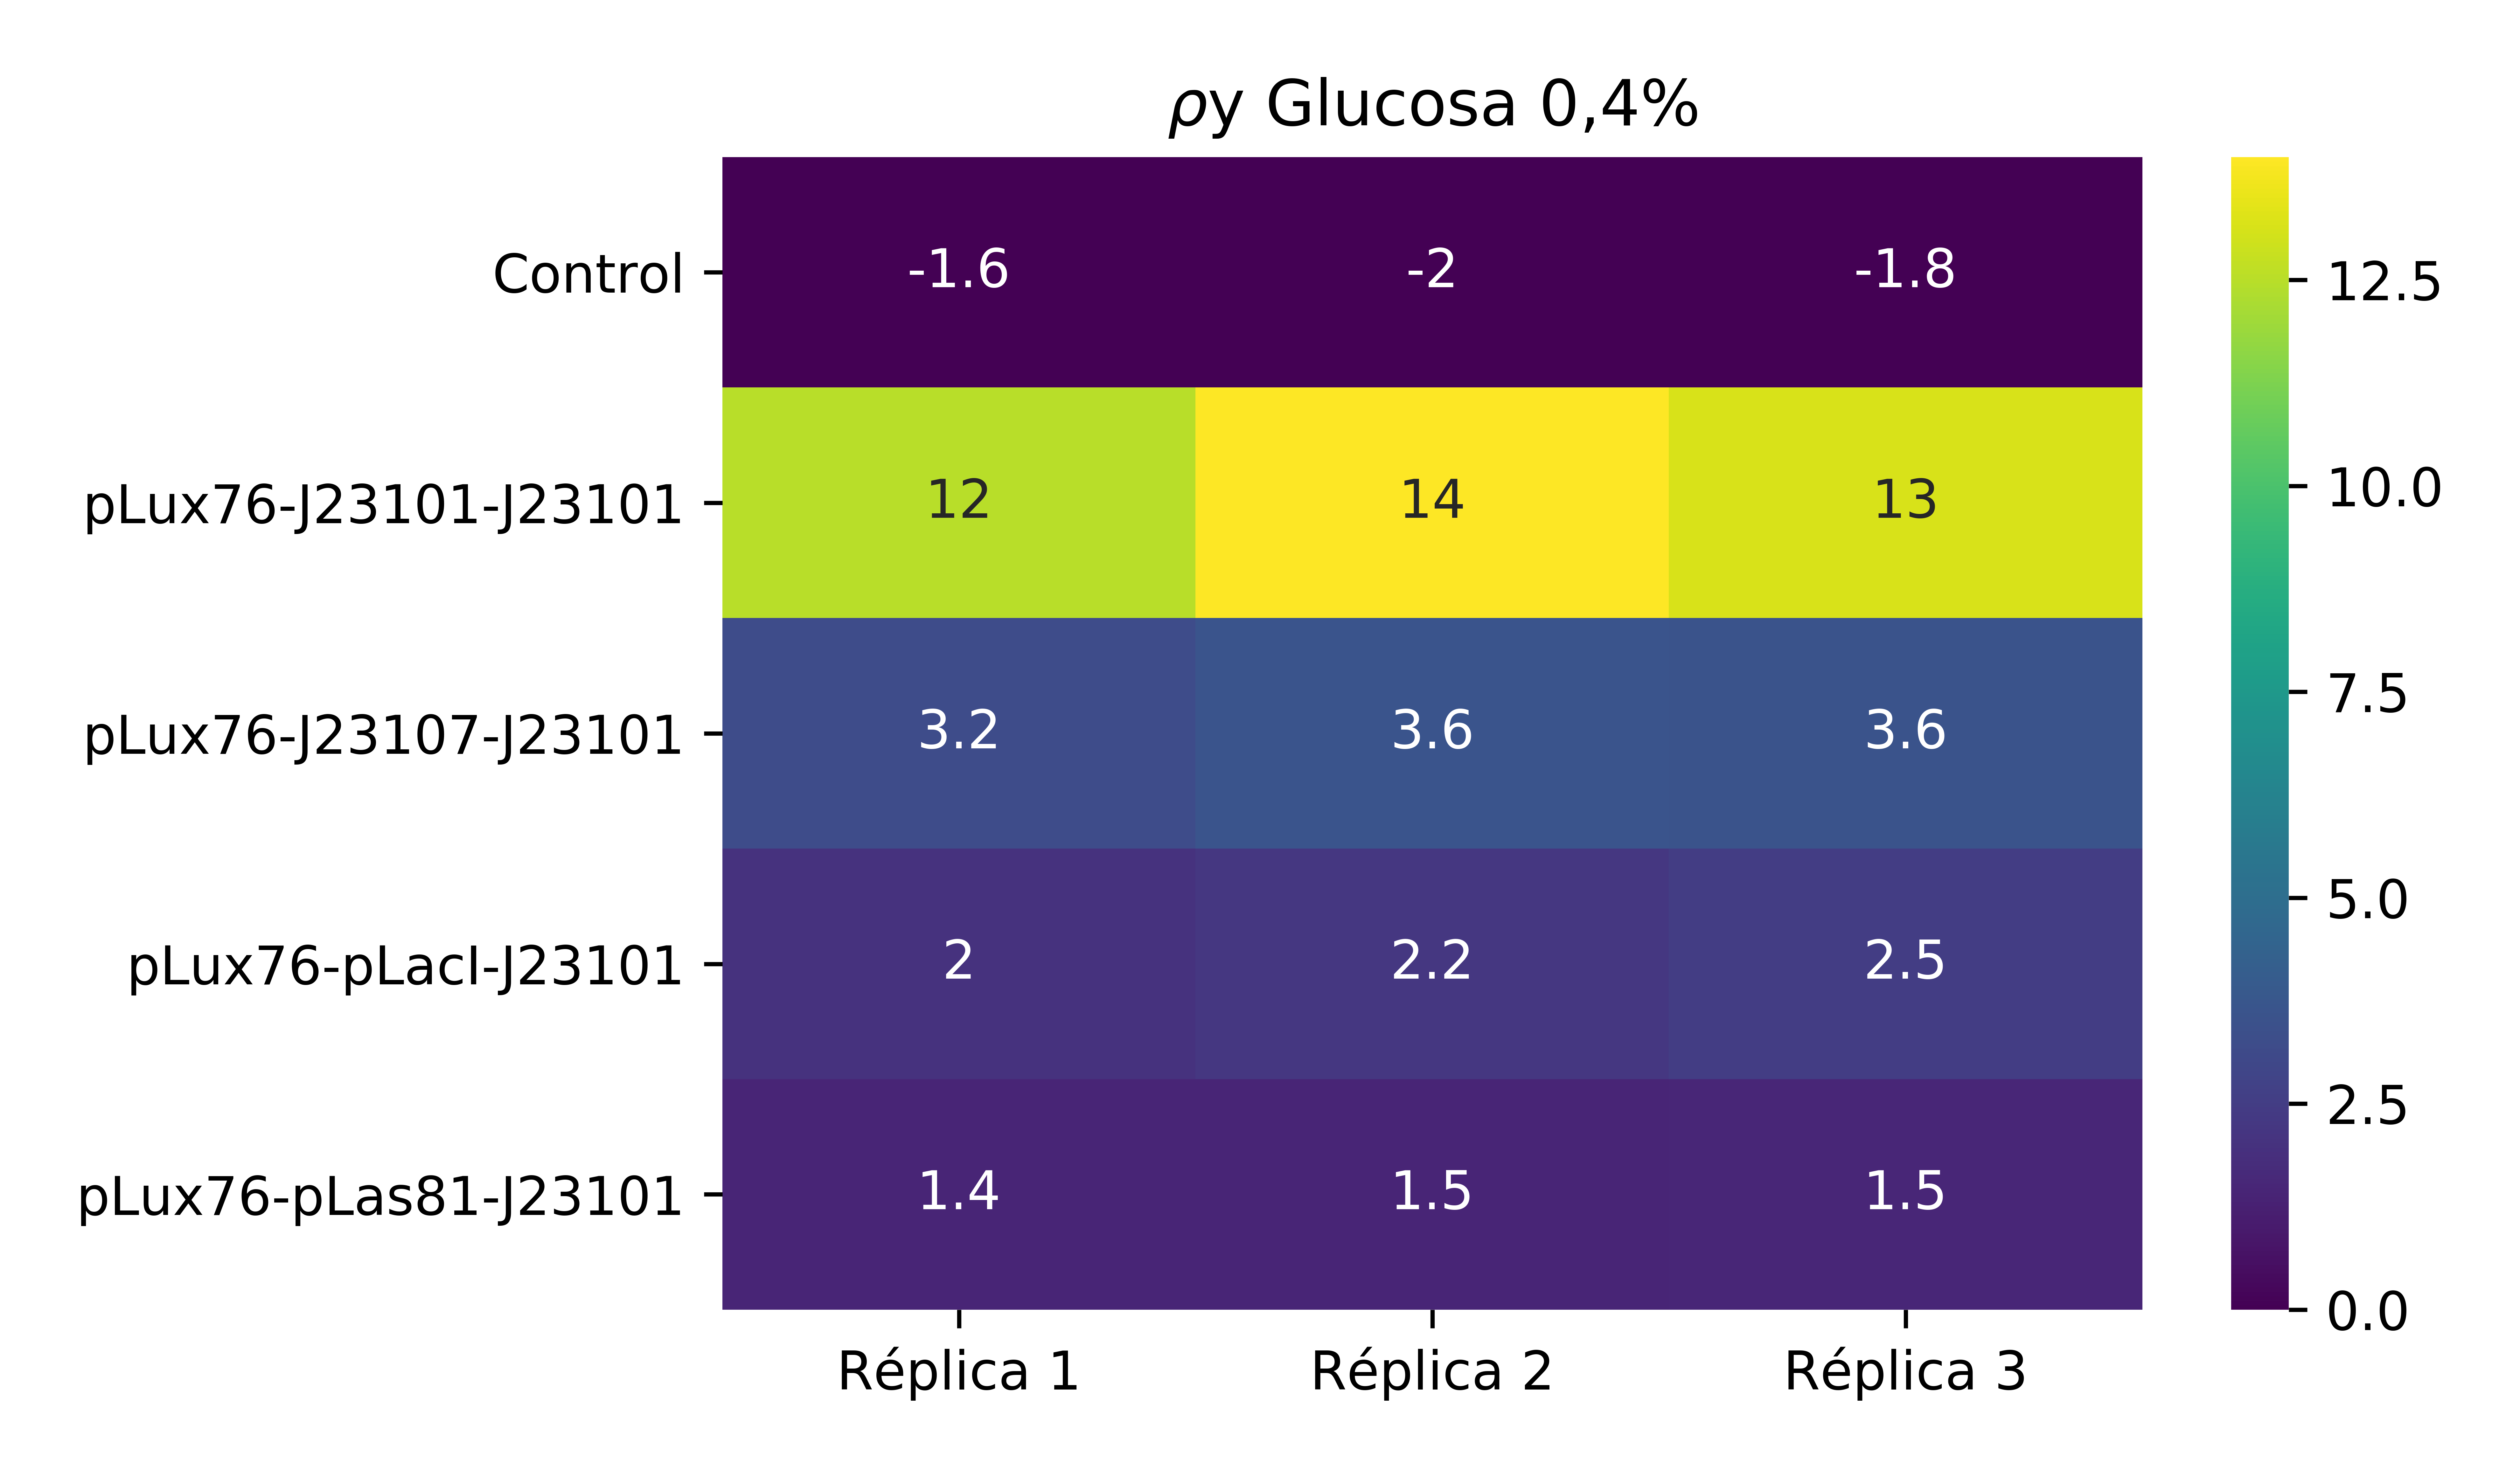 ρy Glucosa 0,4%
Control
-1.6
-2
-1.8
pLux76-J23101-J23101
12
14
13
pLux76-J23107-J23101
3.2
3.6
3.6
pLux76-pLacI-J23101
2
2.2
2.5
pLux76-pLas81-J23101
1.4
1.5
1.5
Réplica 1
Réplica 2
Réplica 3
12.5
10.0
7.5
5.0
2.5
0.0